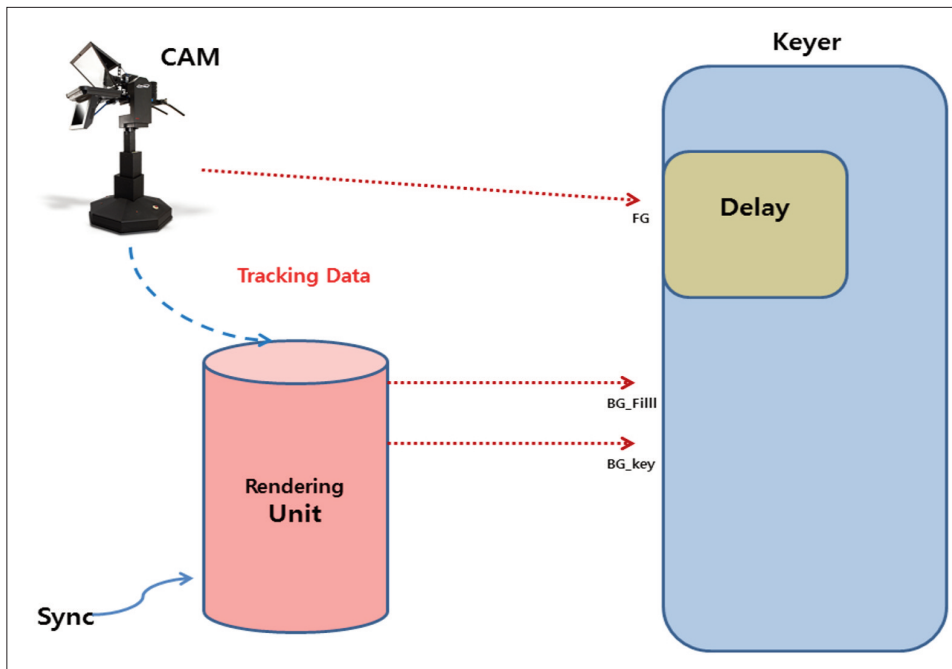 CAM
Keyer
Delay
FG
Tracking Data
BG_Filll
BG_key
Rendering
Unit
Sync